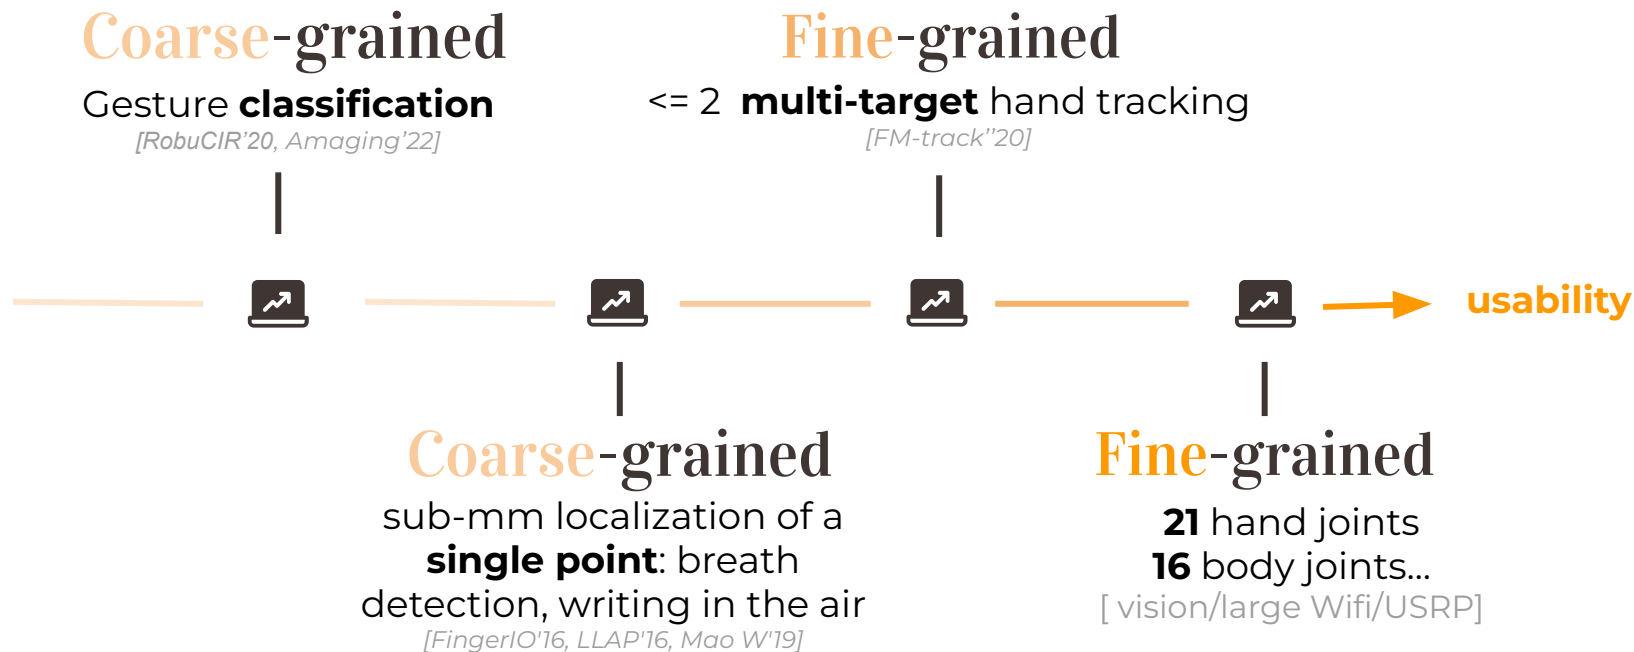 Coarse-grained
Gesture classification
[RobuCIR'20, Amaging'22]
Fine-grained
<= 2 multi-target hand tracking
[FM-track''20]
usability
Coarse-grained
sub-mm localization of a
single point: breath
detection, writing in the air
[FingerIO'16, LLAP'16, Mao W'19]
Fine-grained
21 hand joints
16 body joints...
[ vision/large Wifi/USRP]